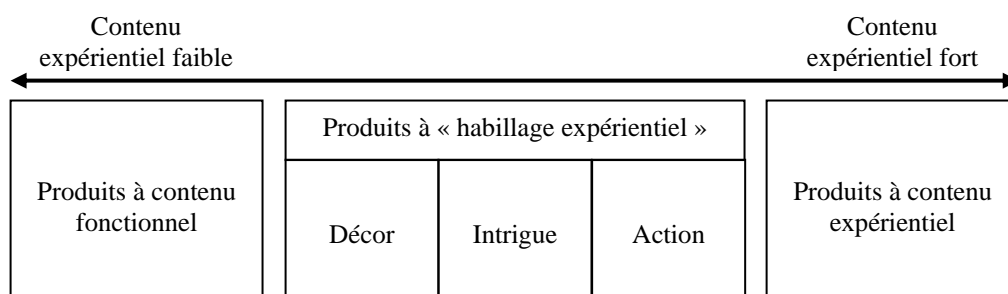 Contenu
expérientiel faible
Contenu
expérientiel fort
Produits à contenu
fonctionnel
Produits à « habillage expérientiel »
Décor
Intrigue
Action
Produits à contenu
expérientiel